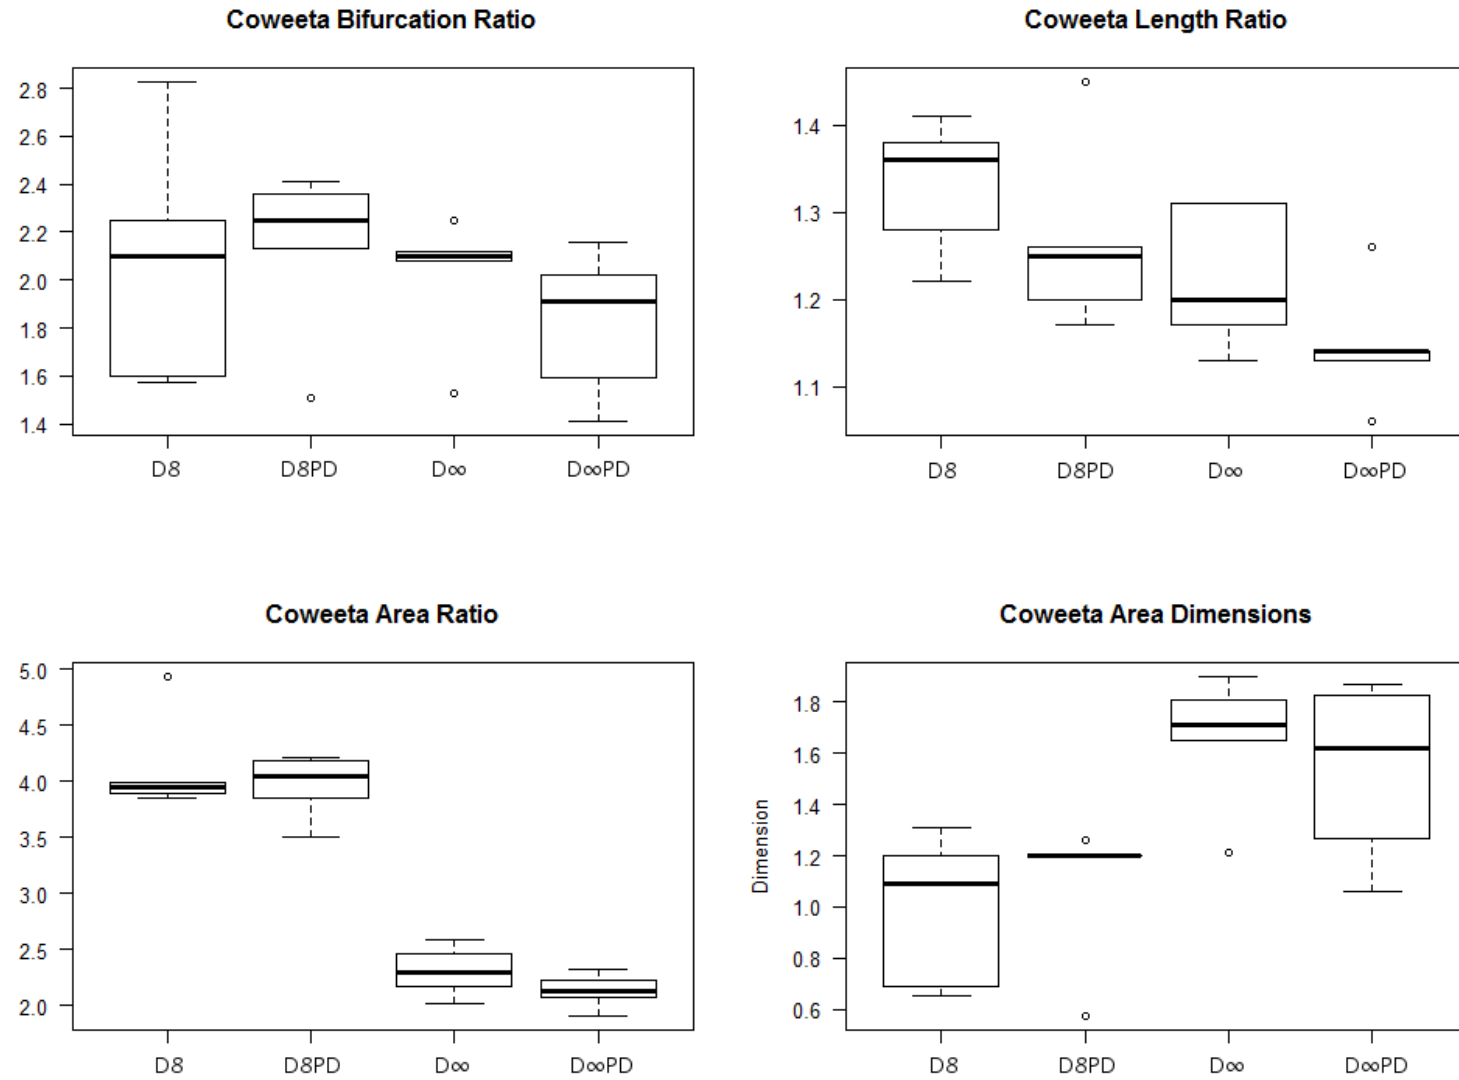 Coweeta Bifurcation Ratio
2.8
2.6
2.4
2.2
2.0
1.8
1.6
1.4
D8 D8PD D∞ D∞PD
Coweeta Length Ratio
1.4
1.3
1.2
1.1
D8 D8PD D∞ D∞PD
Coweeta Area Ratio
5.0
4.5
4.0
3.5
3.0
2.5
2.0
D8 D8PD D∞ D∞PD
Coweeta Area Dimensions
Dimension
1.8
1.6
1.4
1.2
1.0
0.8
0.6
D8 D8PD D∞ D∞PD